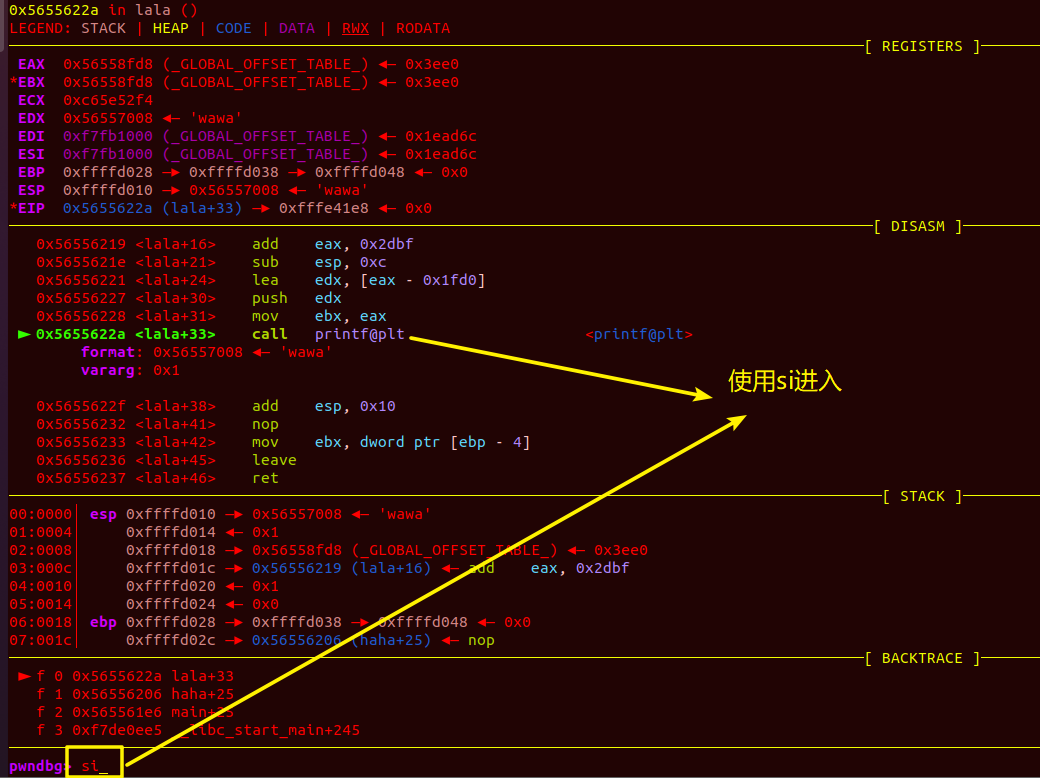 0x5655622a in lala ()
LEGEND: STACK | HEAP | CODE | DATA | RWX | RODATA
[ REGISTERS ]
EAX  0x56558fd8 (_GLOBAL_OFFSET_TABLE_) ◂— 0x3ee0
*EBX  0x56558fd8 (_GLOBAL_OFFSET_TABLE_) ◂— 0x3ee0
ECX  0xc65e52f4
EDX  0x56557008 ◂— 'wawa'
EDI  0xf7fb1000 (_GLOBAL_OFFSET_TABLE_) ◂— 0x1ead6c
ESI  0xf7fb1000 (_GLOBAL_OFFSET_TABLE_) ◂— 0x1ead6c
EBP  0xffffd028 —▸ 0xffffd038 —▸ 0xffffd048 ◂— 0x0
ESP  0xffffd010 —▸ 0x56557008 ◂— 'wawa'
*EIP  0x5655622a (lala+33) —▸ 0xfffe41e8 ◂— 0x0
[ DISASM ]
0x56556219 <lala+16>    add    eax, 0x2dbf
0x5655621e <lala+21>    sub    esp, 0xc
0x56556221 <lala+24>    lea    edx, [eax - 0x1fd0]
0x56556227 <lala+30>    push   edx
0x56556228 <lala+31>    mov    ebx, eax
► 0x5655622a <lala+33>    call   printf@plt                    <printf@plt>
format: 0x56557008 ◂— 'wawa'
vararg: 0x1
使用si进入
0x5655622f <lala+38>    add    esp, 0x10
0x56556232 <lala+41>    nop
0x56556233 <lala+42>    mov    ebx, dword ptr [ebp - 4]
0x56556236 <lala+45>    leave
0x56556237 <lala+46>    ret
[ STACK ]
00:0000│ esp 0xffffd010 —▸ 0x56557008 ◂— 'wawa'
01:0004│     0xffffd014 ◂— 0x1
02:0008│     0xffffd018 —▸ 0x56558fd8 (_GLOBAL_OFFSET_TABLE_) ◂— 0x3ee0
03:000c│     0xffffd01c —▸ 0x56556219 (lala+16) ◂— add    eax, 0x2dbf
04:0010│     0xffffd020 ◂— 0x1
05:0014│     0xffffd024 ◂— 0x0
06:0018│ ebp 0xffffd028 —▸ 0xffffd038 —▸ 0xffffd048 ◂— 0x0
07:001c│     0xffffd02c —▸ 0x56556206 (haha+25) ◂— nop
[ BACKTRACE ]
► f 0 0x5655622a lala+33
f 1 0x56556206 haha+25
f 2 0x565561e6 main+25
f 3 0xf7de0ee5 __libc_start_main+245
pwndbg> si